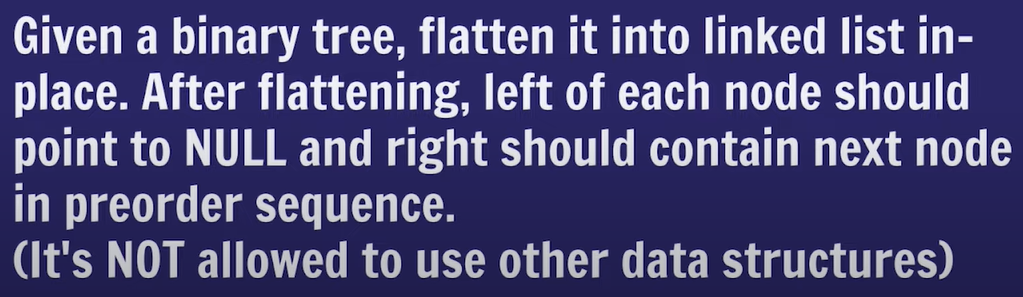 Given a binary tree, flatten it into linked list in-
place. After flattening, left of each node should
point to NULL and right should contain next node
in preorder sequence.
(It's NOT allowed to use other data structures)